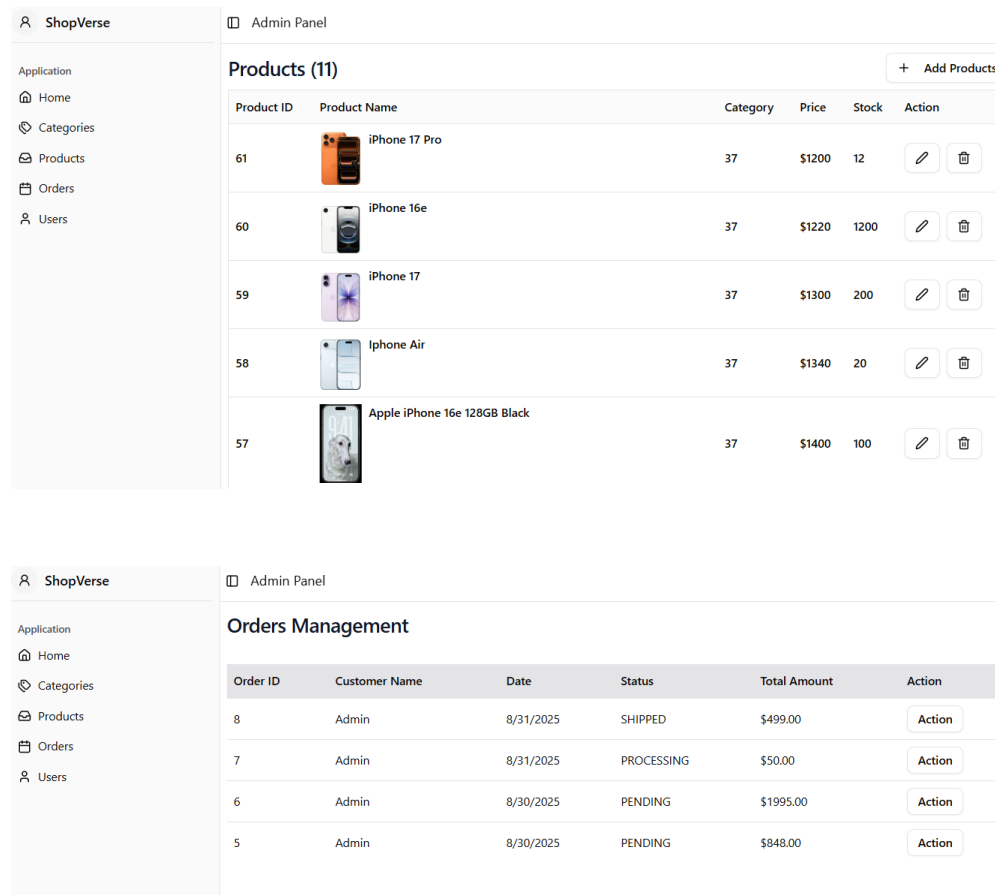 ShopVerse
Admin Panel
Application
Home
Categories
Products
Orders
Users
Products (11)
+ Add Products
Product ID Product Name Category Price Stock Action
61 iPhone 17 Pro 37 $1200 12
60 iPhone 16e 37 $1220 1200
59 iPhone 17 37 $1300 200
58 Iphone Air 37 $1340 20
57 Apple iPhone 16e 128GB Black 37 $1400 100
9:41
ShopVerse
Admin Panel
Application
Home
Categories
Products
Orders
Users
Orders Management
Order ID Customer Name Date Status Total Amount Action
8 Admin 8/31/2025 SHIPPED $499.00 Action
7 Admin 8/31/2025 PROCESSING $50.00 Action
6 Admin 8/30/2025 PENDING $1995.00 Action
5 Admin 8/30/2025 PENDING $848.00 Action